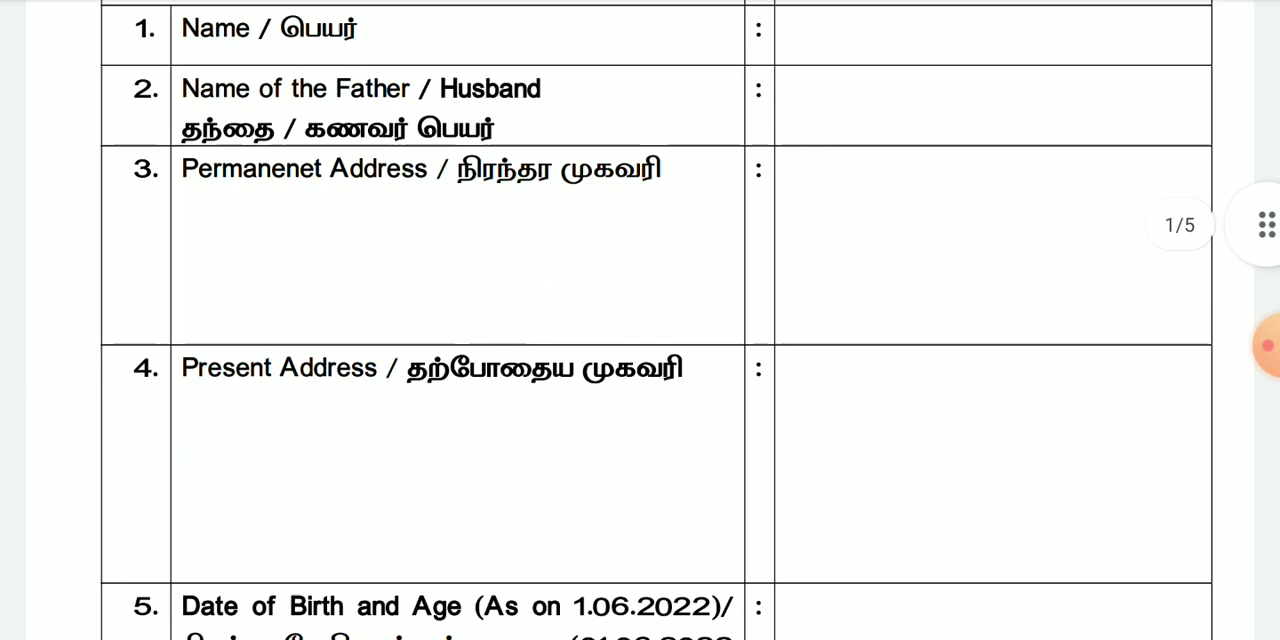 1. Name / பெயர் :
2. Name of the Father / Husband :
தந்தை / கணவர் பெயர்
3. Permanenet Address / நிரந்தர முகவரி :
1/5
4. Present Address / தற்போதைய முகவரி :
5. Date of Birth and Age (As on 1.06.2022)/ :